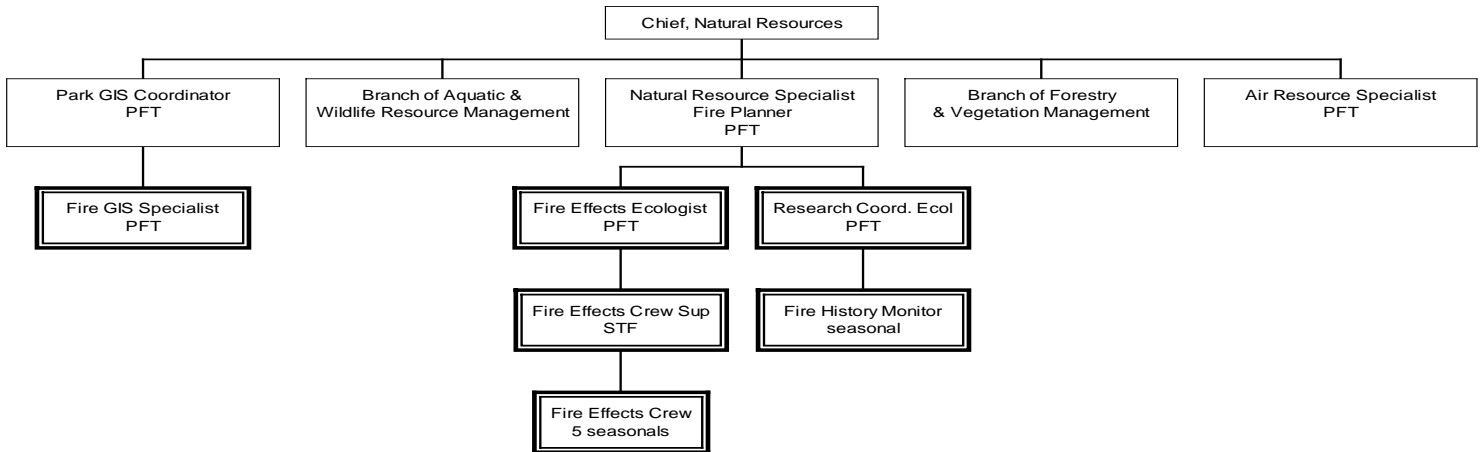 Chief, Natural Resources
Park GIS Coordinator
PFT
Branch of Aquatic &
Wildlife Resource Management
Natural Resource Specialist
Fire Planner
PFT
Branch of Forestry
& Vegetation Management
Air Resource Specialist
PFT
Fire GIS Specialist
PFT
Fire Effects Ecologist
PFT
Research Coord. Ecol
PFT
Fire Effects Crew Sup
STF
Fire History Monitor
seasonal
Fire Effects Crew
5 seasonals